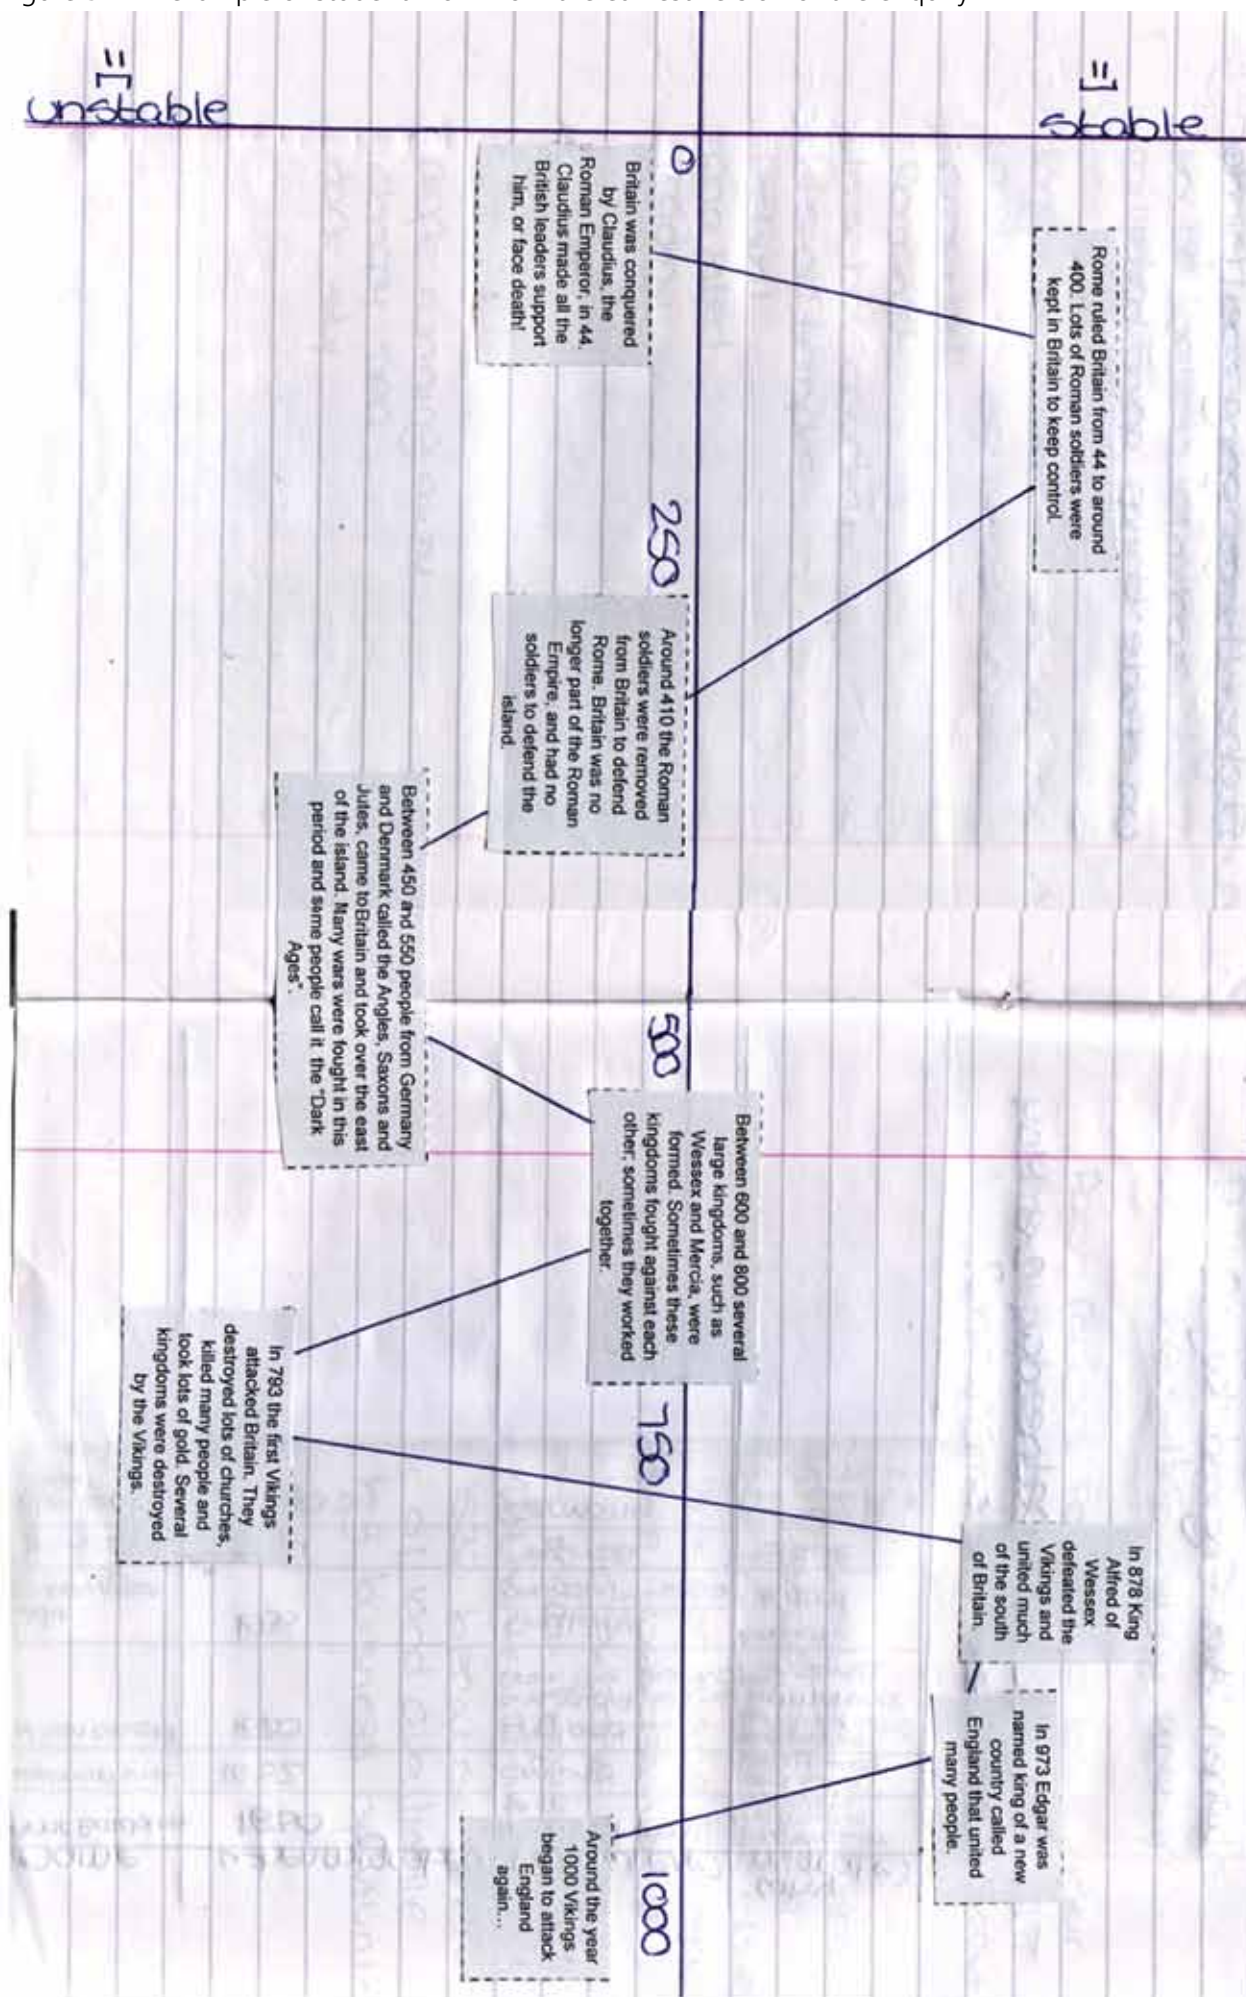 =]
stable
=[
unstable
0
250
500
750
1000
Britain was conquered
by Claudius, the
Roman Emperor, in 44.
Claudius made all the
British leaders support
him, or face death!
Rome ruled Britain from 44 to around
400. Lots of Roman soldiers were
kept in Britain to keep control.
Around 410 the Roman
soldiers were removed
from Britain to defend
Rome. Britain was no
longer part of the Roman
Empire, and had no
soldiers to defend the
island.
Between 450 and 550 people from Germany
and Denmark called the Angles, Saxons and
Jutes, came to Britain and took over the east
of the island. Many wars were fought in this
period and some people call it the "Dark
Ages".
Between 600 and 800 several
large kingdoms, such as
Wessex and Mercia, were
formed. Sometimes these
kingdoms fought against each
other; sometimes they worked
together.
In 793 the first Vikings
attacked Britain. They
destroyed lots of churches,
killed many people and
took lots of gold. Several
kingdoms were destroyed
by the Vikings.
In 878 King
Alfred of
Wessex
defeated the
Vikings and
united much
of the south
of Britain.
In 973 Edgar was
named king of a new
country called
England that united
many people.
Around the year
1000 Vikings
began to attack
England
again...